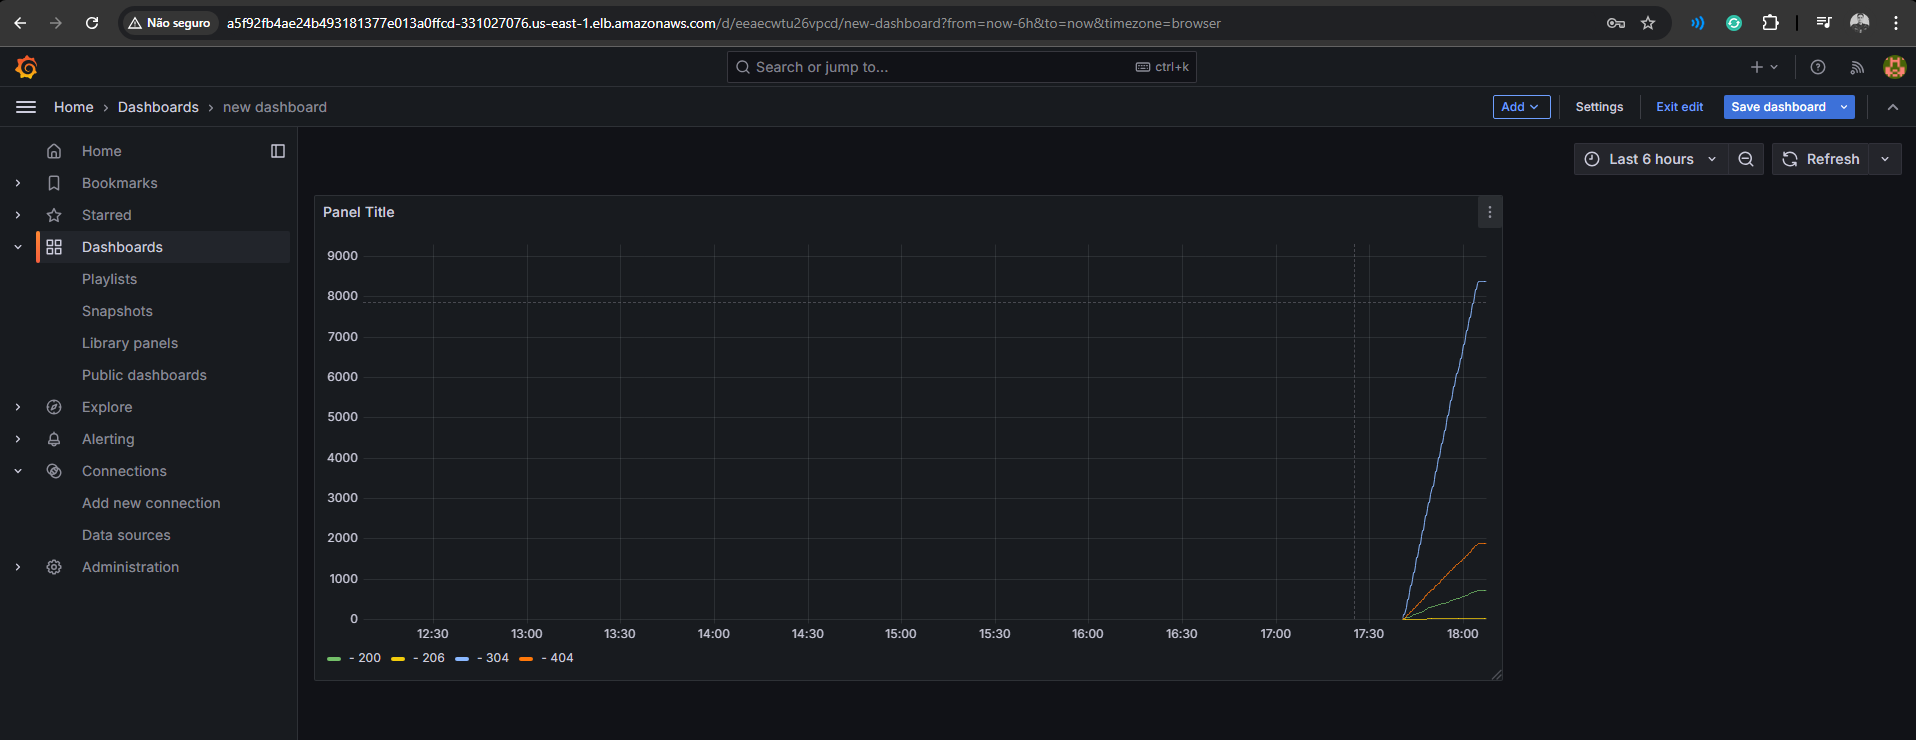 Não seguro a5f92fb4ae24b493181377e013a0ffcd-331027076.us-east-1.elb.amazonaws.com/d/eeaecwtu26vpcd/new-dashboard?from=now-6h&to=now&timezone=browser
Search or jump to... ctrl+k
Home › Dashboards › new dashboard Add Settings Exit edit Save dashboard
Home
Bookmarks
Starred
Dashboards
Playlists
Snapshots
Library panels
Public dashboards
Explore
Alerting
Connections
Add new connection
Data sources
Administration
Last 6 hours Refresh
Panel Title
9000
8000
7000
6000
5000
4000
3000
2000
1000
0
12:30 13:00 13:30 14:00 14:30 15:00 15:30 16:00 16:30 17:00 17:30 18:00
- 200 - 206 - 304 - 404